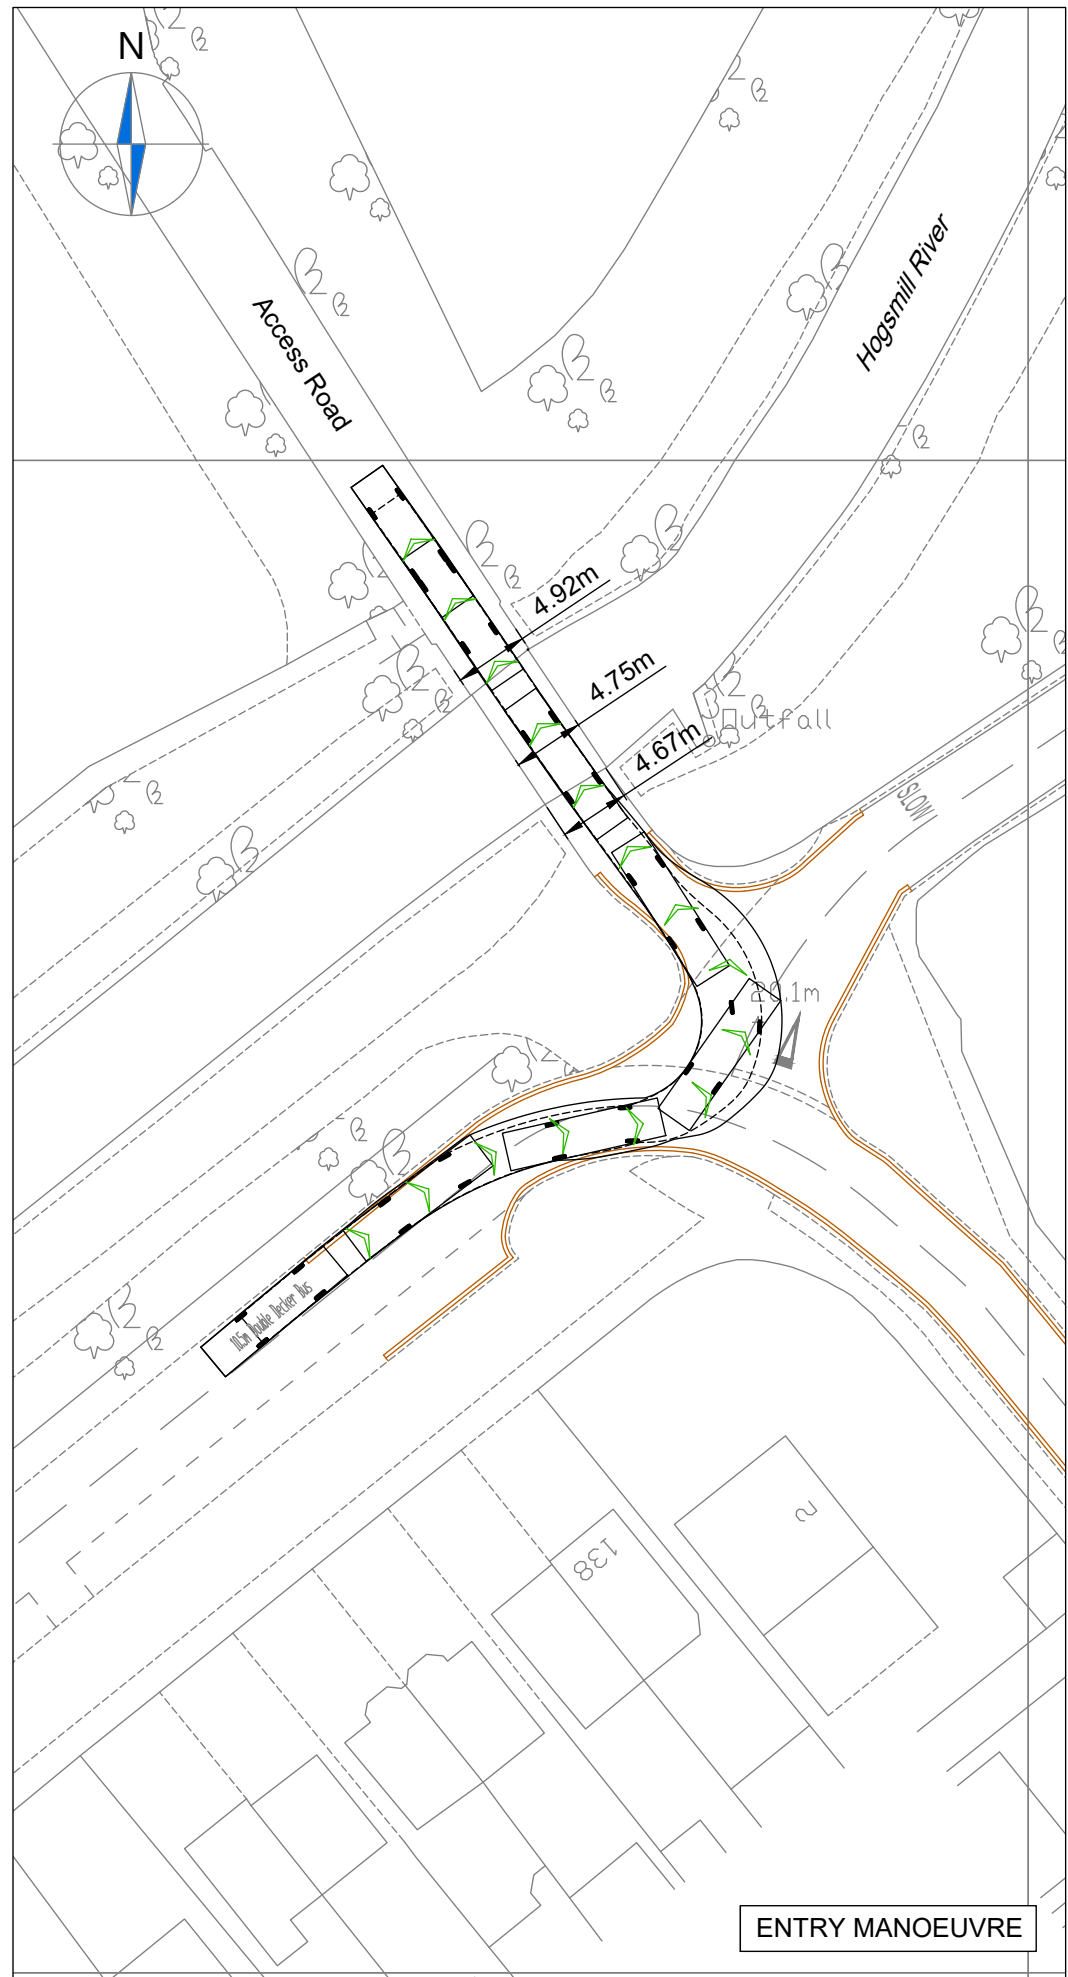 N
Access Road
Hogsmill River
4.92m
4.75m
4.67m
Outfall
SLOW
20.1m
10.5m Double Decker Bus
138
2
ENTRY MANOEUVRE